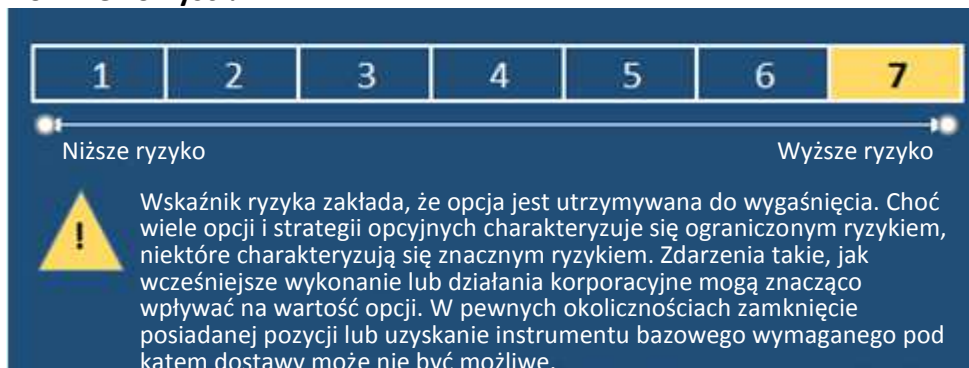 1 2 3 4 5 6 7
Niższe ryzyko Wyższe ryzyko
! Wskaźnik ryzyka zakłada, że opcja jest utrzymywana do wygaśnięcia. Choć
wiele opcji i strategii opcyjnych charakteryzuje się ograniczonym ryzykiem,
niektóre charakteryzują się znacznym ryzykiem. Zdarzenia takie, jak
wcześniejsze wykonanie lub działania korporacyjne mogą znacząco
wpływać na wartość opcji. W pewnych okolicznościach zamknięcie
posiadanej pozycji lub uzyskanie instrumentu bazowego wymaganego pod
kątem dostawy może nie być możliwe.